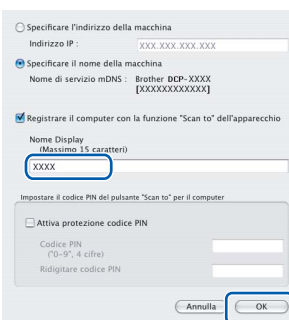 Specificare l'indirizzo della macchina
Indirizzo IP : XXX.XXX.XXX.XXX
Specificare il nome della macchina
Nome di servizio mDNS : Brother DCP-XXXX
[XXXXXXXXXXXX]
Registrare il computer con la funzione "Scan to" dell'apparecchio
Nome Display
(Massimo 15 caratteri)
XXXX
Impostare il codice PIN del pulsante "Scan to" per il computer
Attiva protezione codice PIN
Codice PIN
("0-9", 4 cifre)
Ridigitare codice PIN
Annulla OK